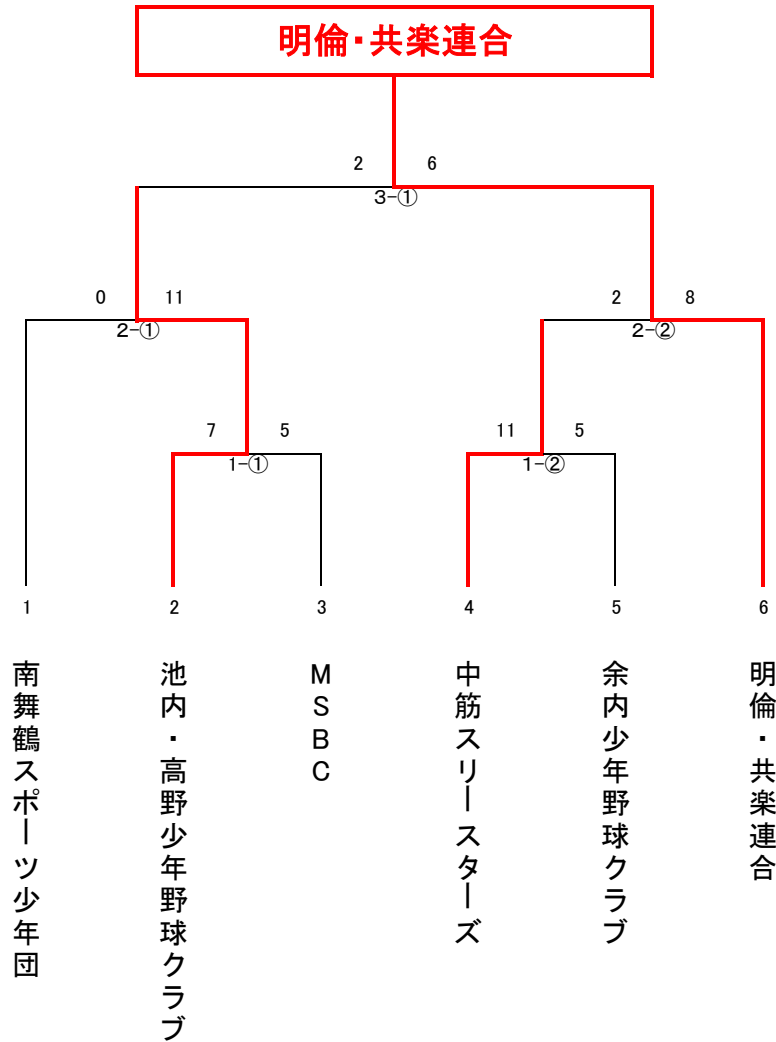 明倫・共楽連合
2 6
3-①
0 11
2 8
2-①
2-②
7 5
11 5
1-①
1-②
1 2 3 4 5 6
南舞鶴スポーツ少年団
池内・高野少年野球クラブ
MSBC
中筋スリースターズ
余内少年野球クラブ
明倫・共楽連合